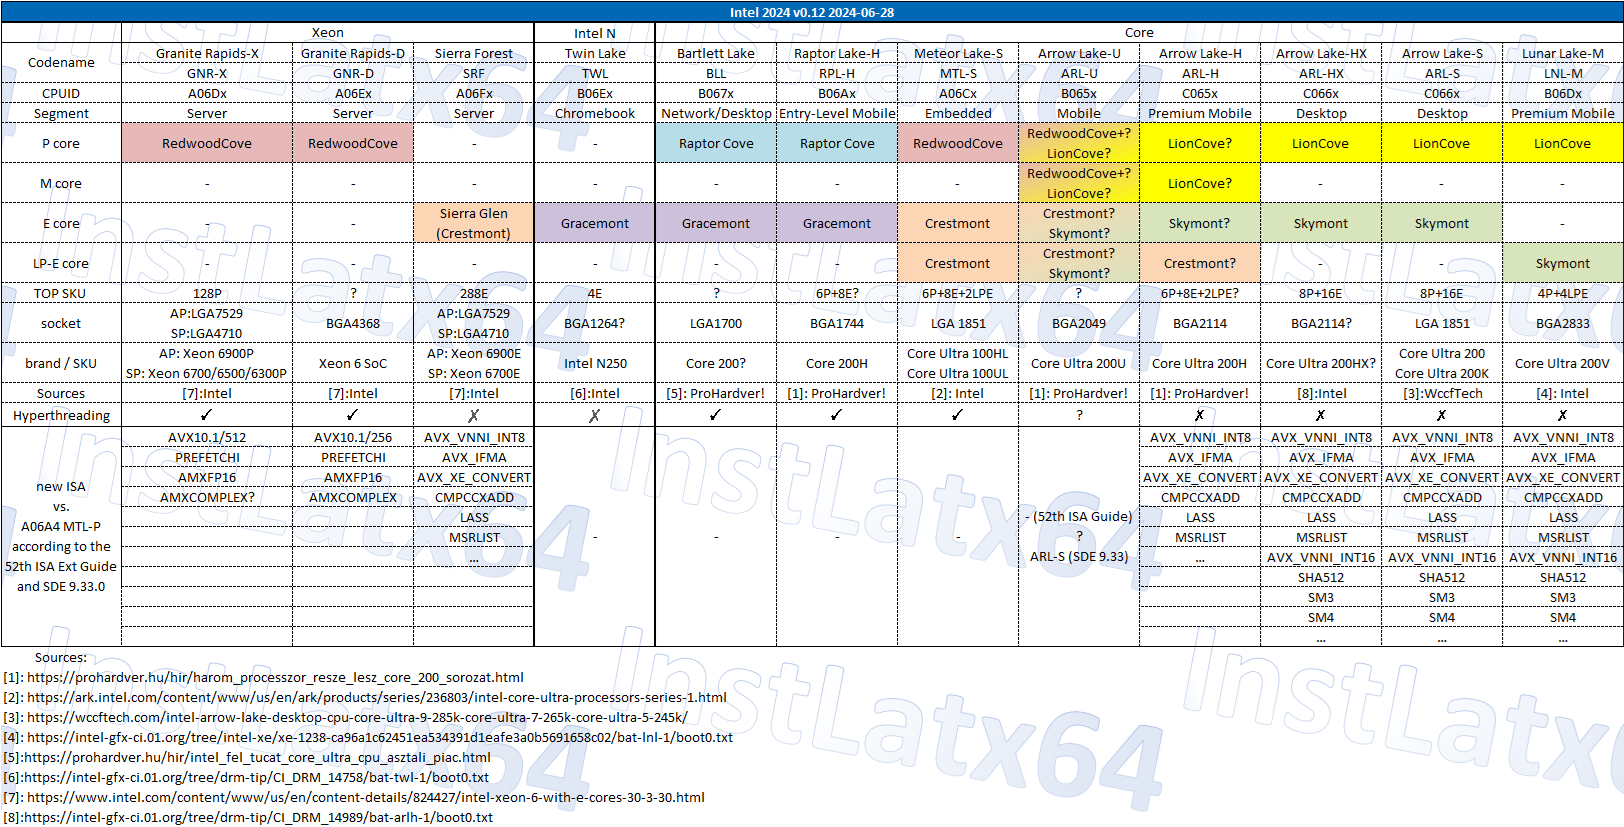 Intel 2024 v0.12 2024-06-28
Xeon Intel N Core
Codename Granite Rapids-X Granite Rapids-D Sierra Forest Twin Lake Bartlett Lake Raptor Lake-H Meteor Lake-S Arrow Lake-U Arrow Lake-H Arrow Lake-HX Arrow Lake-S Lunar Lake-M
GNR-X GNR-D SRF TWL BLL RPL-H MTL-S ARL-U ARL-H ARL-HX ARL-S LNL-M
CPUID A06Dx A06Ex A06Fx B06Ex B067x B06Ax A06Cx B065x C065x C066x C066x B06Dx
Segment Server Server Server Chromebook Network/Desktop Entry-Level Mobile Embedded Mobile Premium Mobile Desktop Desktop Premium Mobile
P core RedwoodCove RedwoodCove - - Raptor Cove Raptor Cove RedwoodCove RedwoodCove+? LionCove? LionCove? LionCove LionCove LionCove
M core - - - - - - - RedwoodCove+? LionCove? LionCove? - - -
E core - - Sierra Glen (Crestmont) Gracemont Gracemont Gracemont Crestmont Crestmont? Skymont? Skymont? Skymont Skymont -
LP-E core - - - - - - Crestmont Crestmont? Skymont? Crestmont? - - Skymont
TOP SKU 128P ? 288E 4E ? 6P+8E? 6P+8E+2LPE ? 6P+8E+2LPE? 8P+16E 8P+16E 4P+4LPE
socket AP:LGA7529 SP:LGA4710 BGA4368 AP:LGA7529 SP:LGA4710 BGA1264? LGA1700 BGA1744 LGA 1851 BGA2049 BGA2114 BGA2114? LGA 1851 BGA2833
brand / SKU AP: Xeon 6900P SP: Xeon 6700/6500/6300P Xeon 6 SoC AP: Xeon 6900E SP: Xeon 6700E Intel N250 Core 200? Core 200H Core Ultra 100HL Core Ultra 100UL Core Ultra 200U Core Ultra 200H Core Ultra 200HX? Core Ultra 200 Core Ultra 200K Core Ultra 200V
Sources [7]:Intel [7]:Intel [7]:Intel [6]:Intel [5]: ProHardver! [1]: ProHardver! [2]: Intel [1]: ProHardver! [1]: ProHardver! [8]:Intel [3]:WccfTech [4]: Intel
Hyperthreading ✓ ✓ ✗ ✗ ✓ ✓ ✓ ? ✗ ✗ ✗ ✗
new ISA
vs.
A06A4 MTL-P
according to the
52th ISA Ext Guide
and SDE 9.33.0
AVX10.1/512 AVX10.1/256 AVX_VNNI_INT8 AVX_VNNI_INT8 AVX_VNNI_INT8 AVX_VNNI_INT8 AVX_VNNI_INT8
PREFETCHI PREFETCHI AVX_IFMA AVX_IFMA AVX_IFMA AVX_IFMA AVX_IFMA
AMXFP16 AMXFP16 AVX_XE_CONVERT AVX_XE_CONVERT AVX_XE_CONVERT AVX_XE_CONVERT AVX_XE_CONVERT
AMXCOMPLEX? AMXCOMPLEX CMPCCXADD CMPCCXADD CMPCCXADD CMPCCXADD CMPCCXADD
LASS - (52th ISA Guide) LASS LASS LASS LASS
MSRLIST - - - - ? MSRLIST MSRLIST MSRLIST MSRLIST
... ARL-S (SDE 9.33) ... AVX_VNNI_INT16 AVX_VNNI_INT16 AVX_VNNI_INT16
SHA512 SHA512 SHA512
SM3 SM3 SM3
SM4 SM4 SM4
... ... ...
Sources:
[1]: https://prohardver.hu/hir/harom_processzor_resze_lesz_core_200_sorozat.html
[2]: https://ark.intel.com/content/www/us/en/ark/products/series/236803/intel-core-ultra-processors-series-1.html
[3]: https://wccftech.com/intel-arrow-lake-desktop-cpu-core-ultra-9-285k-core-ultra-7-265k-core-ultra-5-245k/
[4]: https://intel-gfx-ci.01.org/tree/intel-xe/xe-1238-ca96a1c62451ea534391d1eafe3a0b5691658c02/bat-lnl-1/boot0.txt
[5]:https://prohardver.hu/hir/intel_fel_tucat_core_ultra_cpu_asztali_piac.html
[6]:https://intel-gfx-ci.01.org/tree/drm-tip/CI_DRM_14758/bat-twl-1/boot0.txt
[7]: https://www.intel.com/content/www/us/en/content-details/824427/intel-xeon-6-with-e-cores-30-3-30.html
[8]:https://intel-gfx-ci.01.org/tree/drm-tip/CI_DRM_14989/bat-arlh-1/boot0.txt
InstLatx64